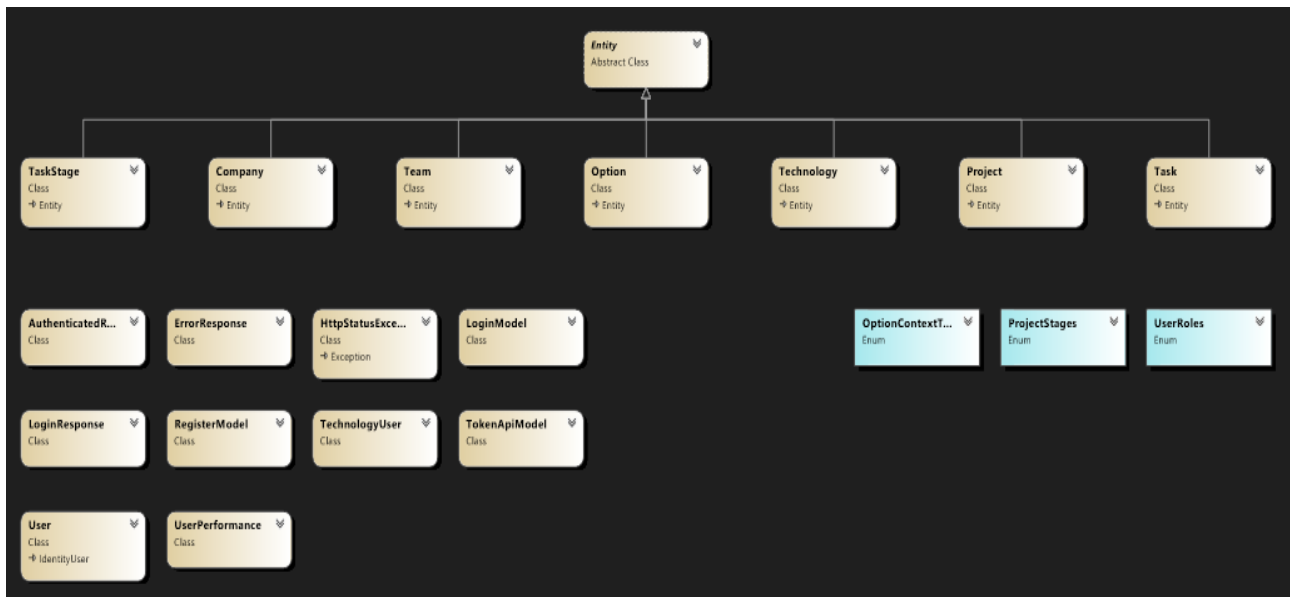 Entity
Abstract Class
TaskStage
Class
Entity
Company
Class
Entity
Team
Class
Entity
Option
Class
Entity
Technology
Class
Entity
Project
Class
Entity
Task
Class
Entity
AuthenticatedR...
Class
ErrorResponse
Class
HttpStatusExce...
Class
Exception
LoginModel
Class
OptionContextT...
Enum
ProjectStages
Enum
UserRoles
Enum
LoginResponse
Class
RegisterModel
Class
TechnologyUser
Class
TokenApiModel
Class
User
Class
IdentityUser
UserPerformance
Class